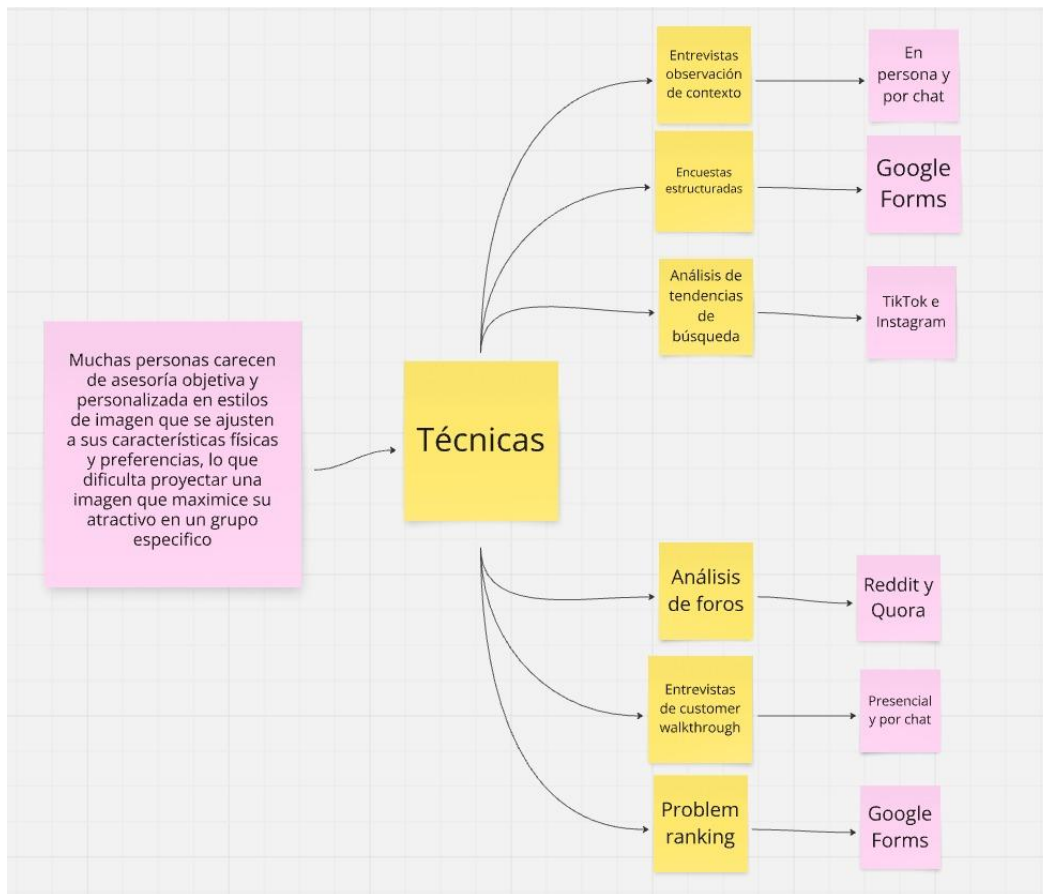 Muchas personas carecen
de asesoría objetiva y
personalizada en estilos
de imagen que se ajusten
a sus características físicas
y preferencias, lo que
dificulta proyectar una
imagen que maximice su
atractivo en un grupo
especifico
Técnicas
Entrevistas
observación
de contexto
En
persona y
por chat
Encuestas
estructuradas
Google
Forms
Análisis de
tendencias
de
búsqueda
TikTok e
Instagram
Análisis
de foros
Reddit y
Quora
Entrevistas
de customer
walkthrough
Presencial
y por chat
Problem
ranking
Google
Forms